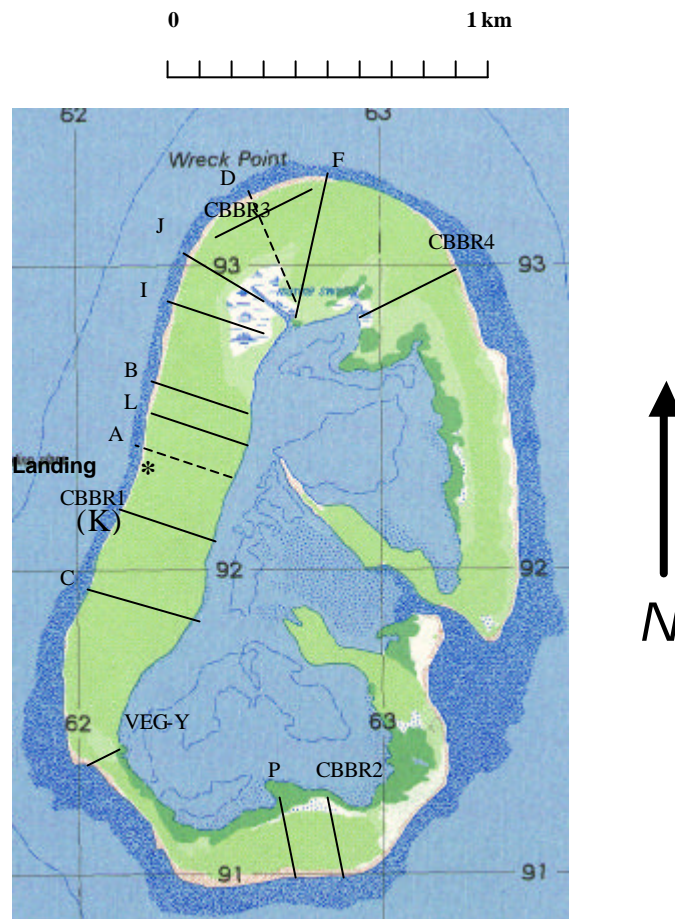 0 1 km
62 63
Wreck Point F
D
CBBR3
J CBBR4
93 93
I
B
L
A
Landing *
CBBR1
(K)
92 92
C
62 VEG-Y 63
P CBBR2
91 91
N